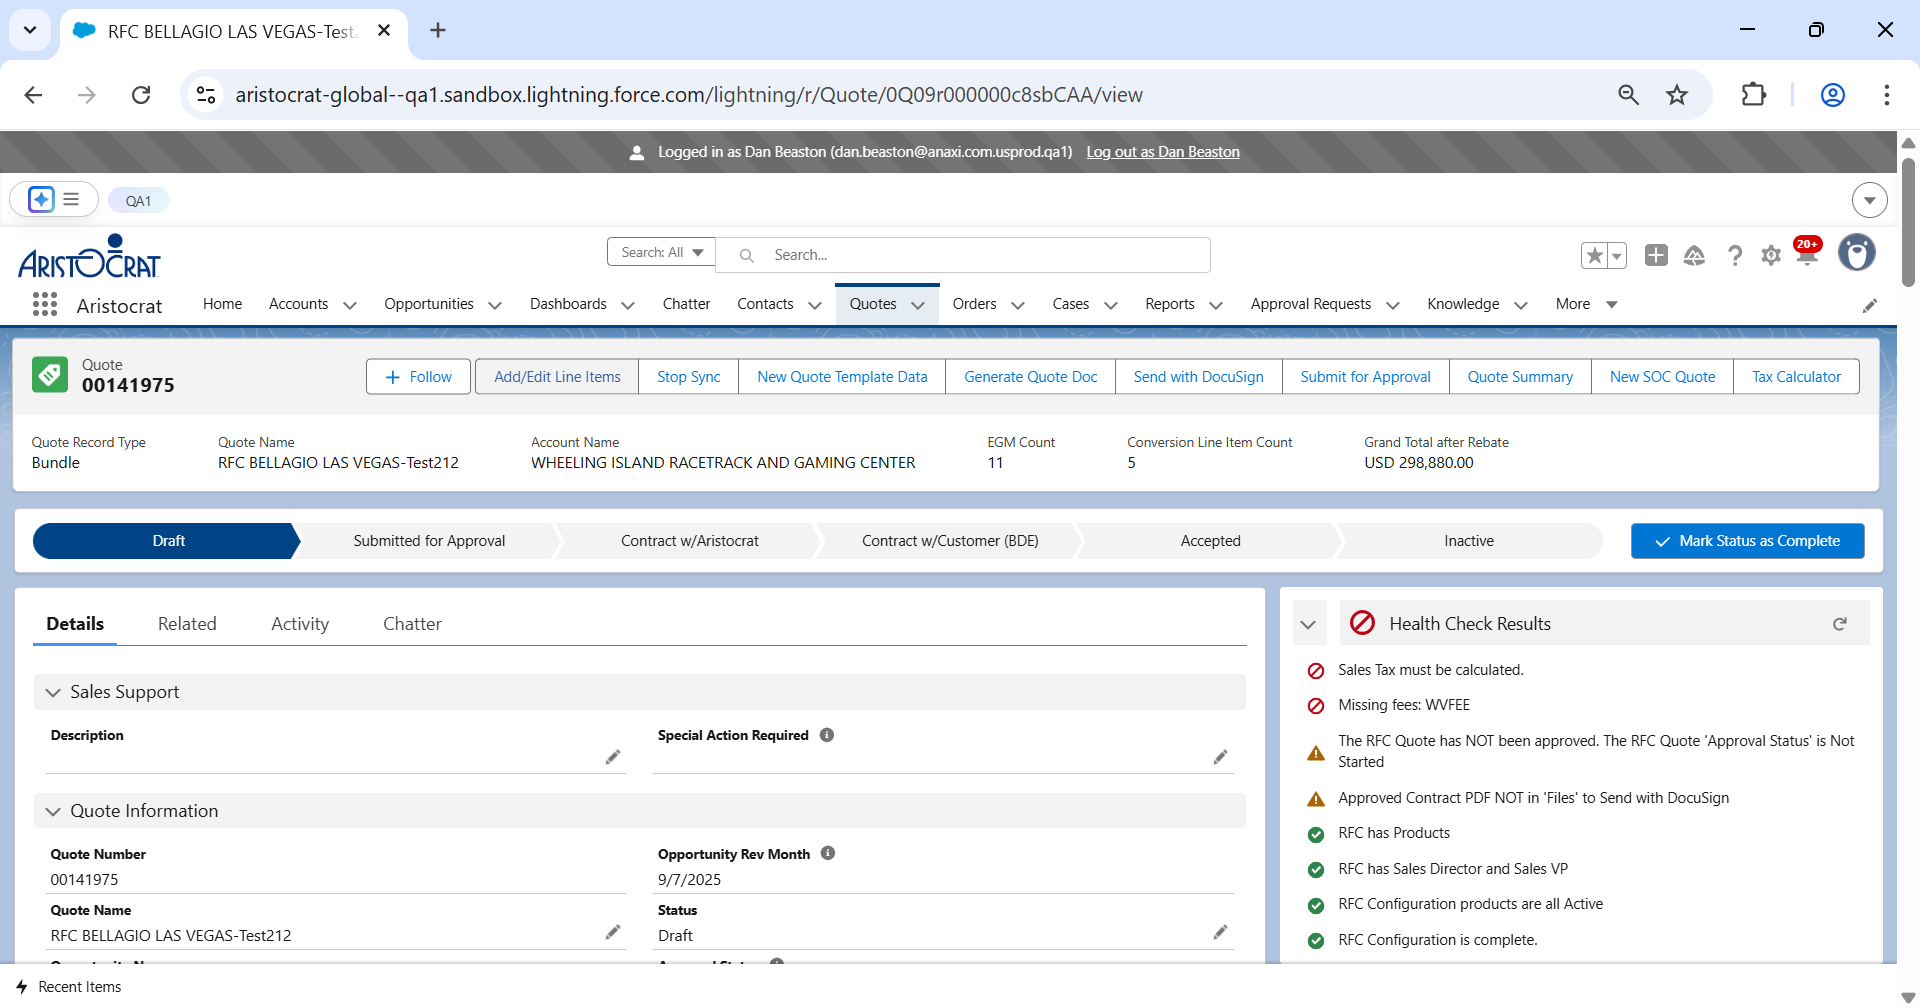 RFC BELLAGIO LAS VEGAS-Test2
aristocrat-global--qa1.sandbox.lightning.force.com/lightning/r/Quote/0Q09r000000c8sbCAA/view
Logged in as Dan Beaston (dan.beaston@anaxi.com.usprod.qa1) Log out as Dan Beaston
QA1
ARISTOCRAT
Search: All
Search...
20+
Aristocrat
Home Accounts Opportunities Dashboards Chatter Contacts Quotes Orders Cases Reports Approval Requests Knowledge More
Quote
00141975
Follow Add/Edit Line Items Stop Sync New Quote Template Data Generate Quote Doc Send with DocuSign Submit for Approval Quote Summary New SOC Quote Tax Calculator
Quote Record Type Quote Name Account Name EGM Count Conversion Line Item Count Grand Total after Rebate
Bundle RFC BELLAGIO LAS VEGAS-Test212 WHEELING ISLAND RACETRACK AND GAMING CENTER 11 5 USD 298,880.00
Draft Submitted for Approval Contract w/Aristocrat Contract w/Customer (BDE) Accepted Inactive Mark Status as Complete
Details Related Activity Chatter
Sales Support
Description Special Action Required
Quote Information
Quote Number Opportunity Rev Month
00141975 9/7/2025
Quote Name Status
RFC BELLAGIO LAS VEGAS-Test212 Draft
Health Check Results
Sales Tax must be calculated.
Missing fees: WVFEE
The RFC Quote has NOT been approved. The RFC Quote 'Approval Status' is Not
Started
Approved Contract PDF NOT in 'Files' to Send with DocuSign
RFC has Products
RFC has Sales Director and Sales VP
RFC Configuration products are all Active
RFC Configuration is complete.
Recent Items